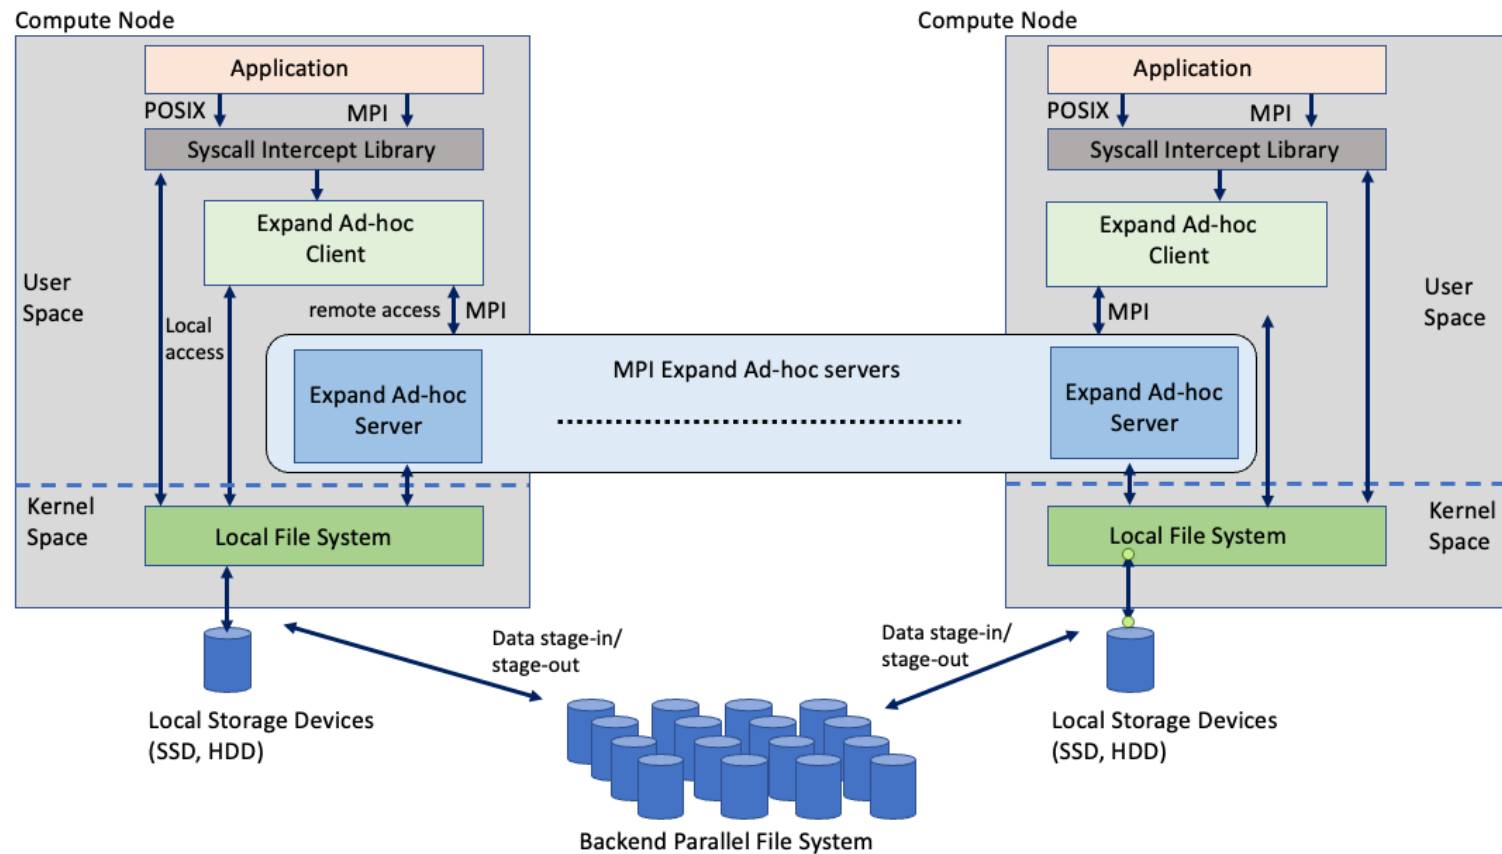 Compute Node
Application
POSIX
MPI
Syscall Intercept Library
Expand Ad-hoc
Client
User
Space
Local
access
remote access
MPI
Expand Ad-hoc
Server
Kernel
Space
Local File System
Local Storage Devices
(SSD, HDD)
MPI Expand Ad-hoc servers
Data stage-in/
stage-out
Data stage-in/
stage-out
Backend Parallel File System
Compute Node
Application
POSIX
MPI
Syscall Intercept Library
Expand Ad-hoc
Client
User
Space
MPI
Expand Ad-hoc
Server
Kernel
Space
Local File System
Local Storage Devices
(SSD, HDD)